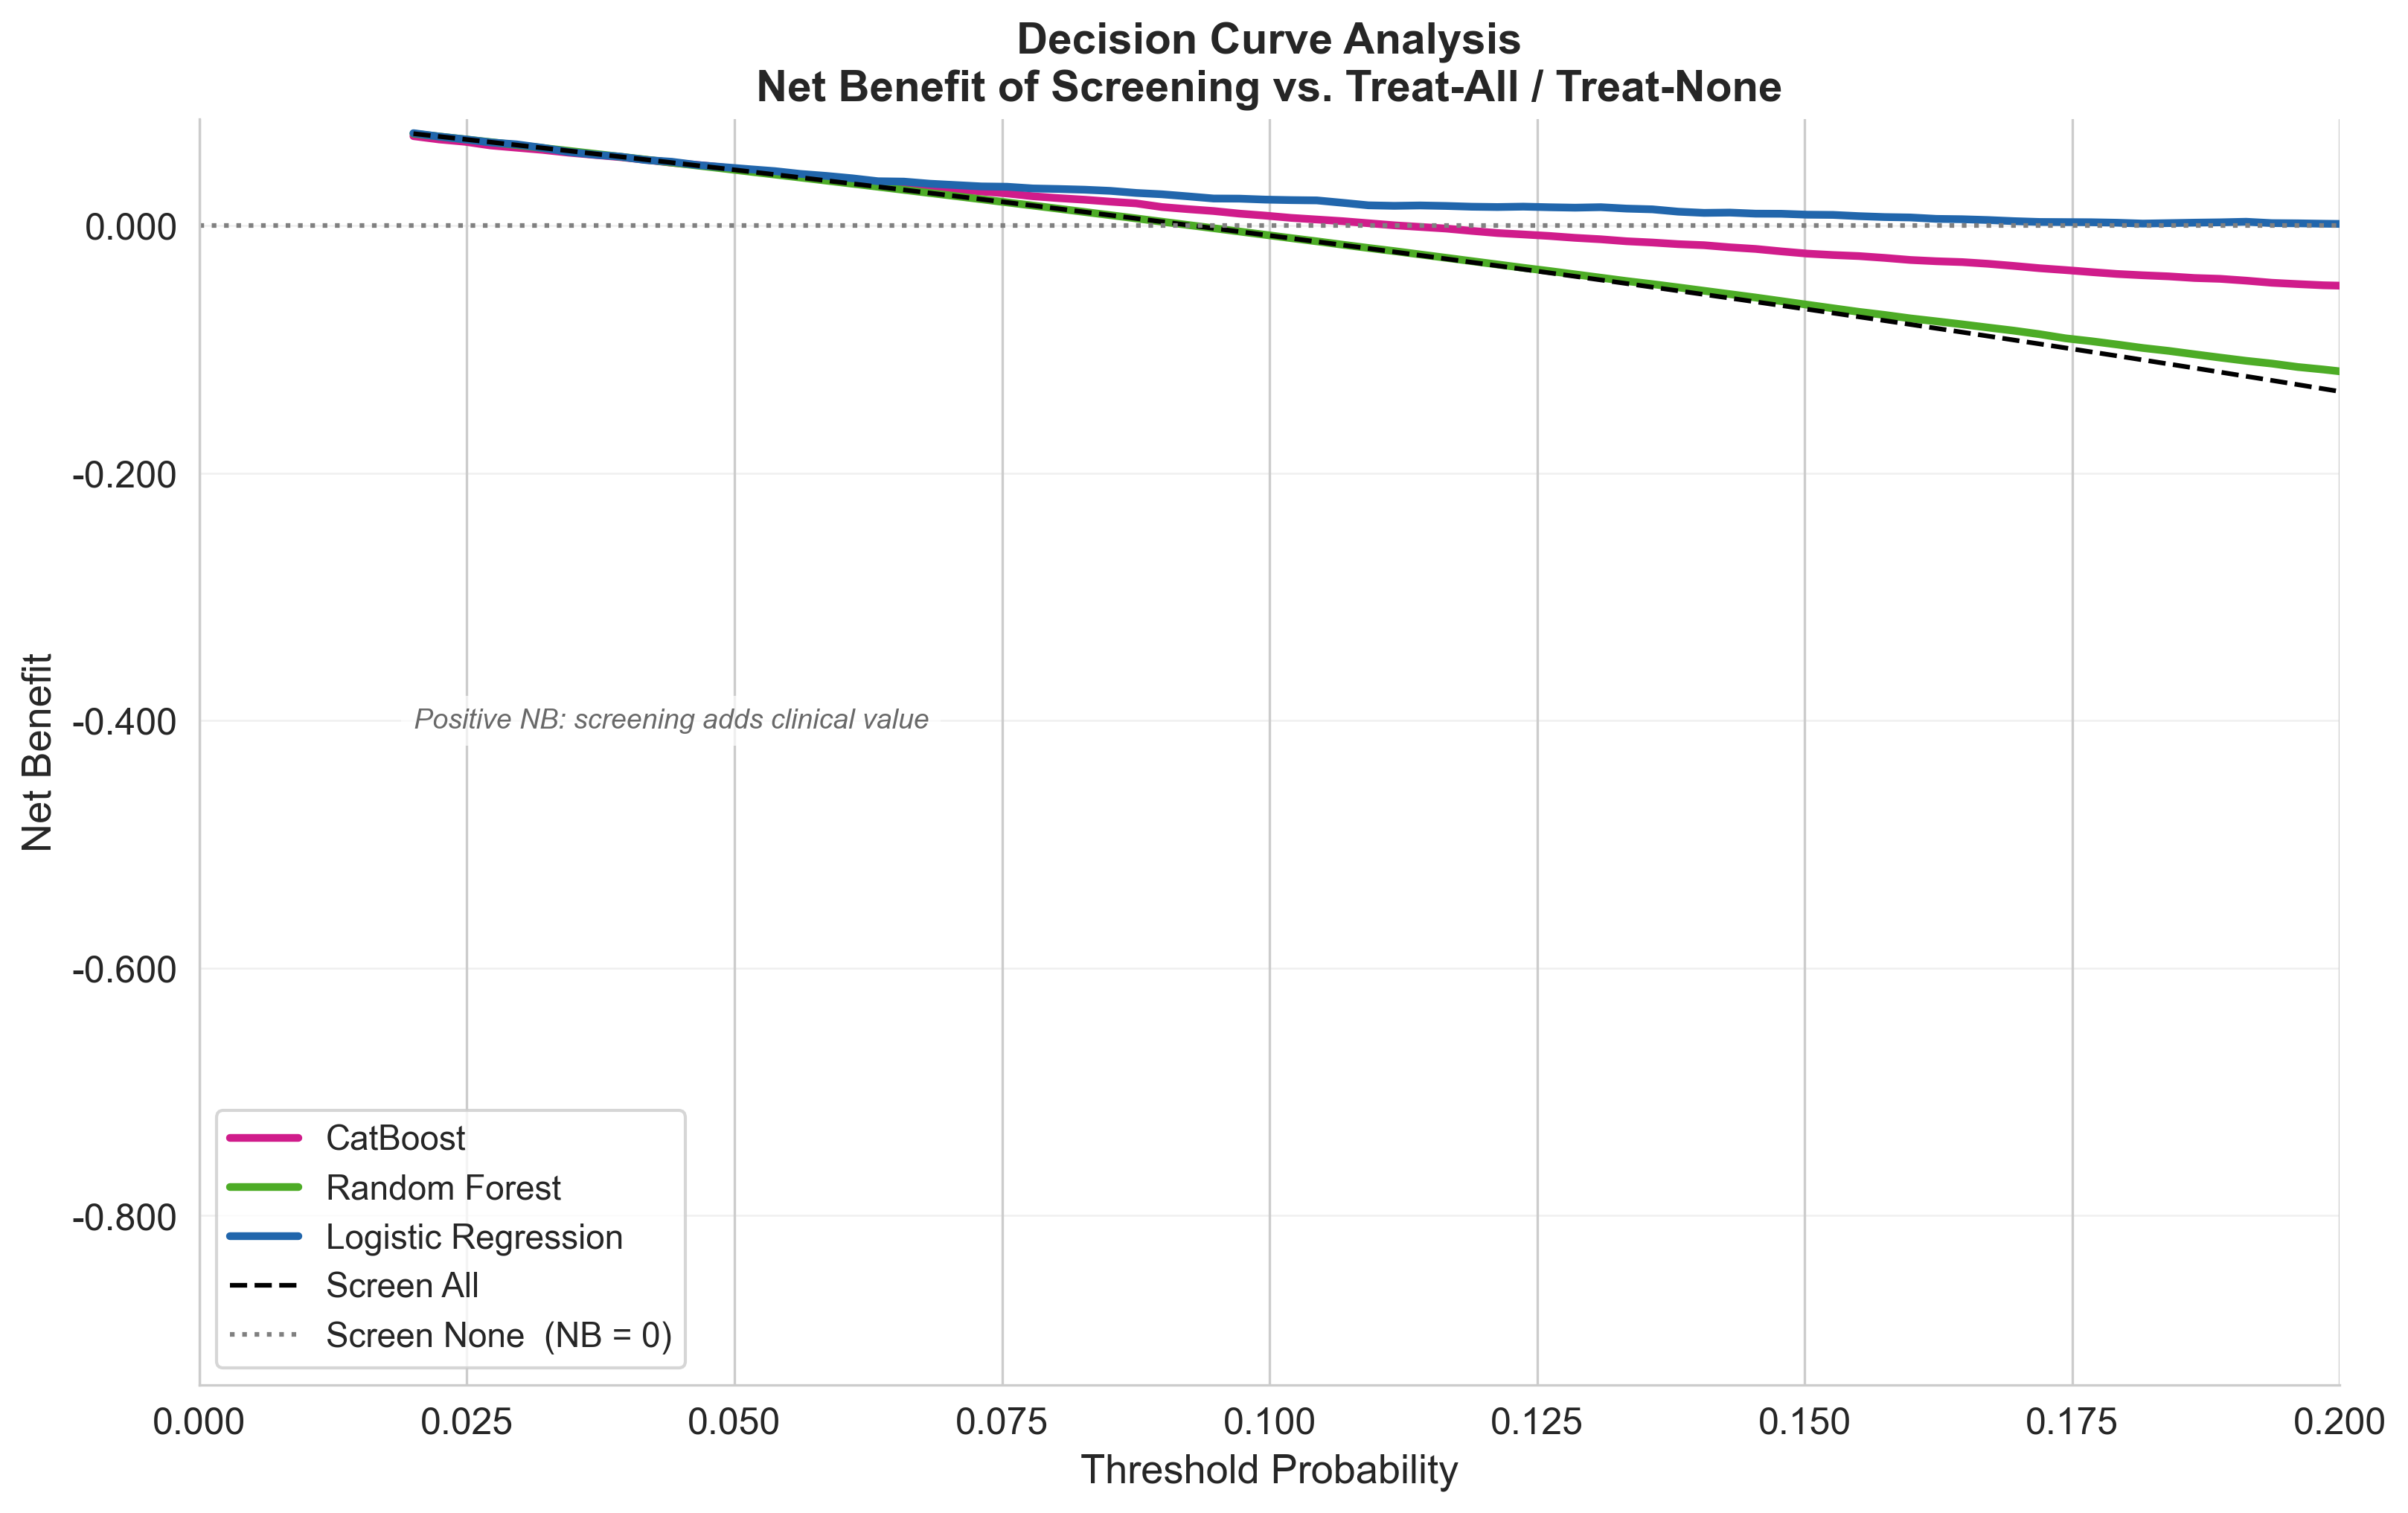 Decision Curve Analysis
Net Benefit of Screening vs. Treat-All / Treat-None
Net Benefit
0.000
-0.200
-0.400
-0.600
-0.800
Positive NB: screening adds clinical value
CatBoost
Random Forest
Logistic Regression
Screen All
Screen None (NB = 0)
0.000 0.025 0.050 0.075 0.100 0.125 0.150 0.175 0.200
Threshold Probability